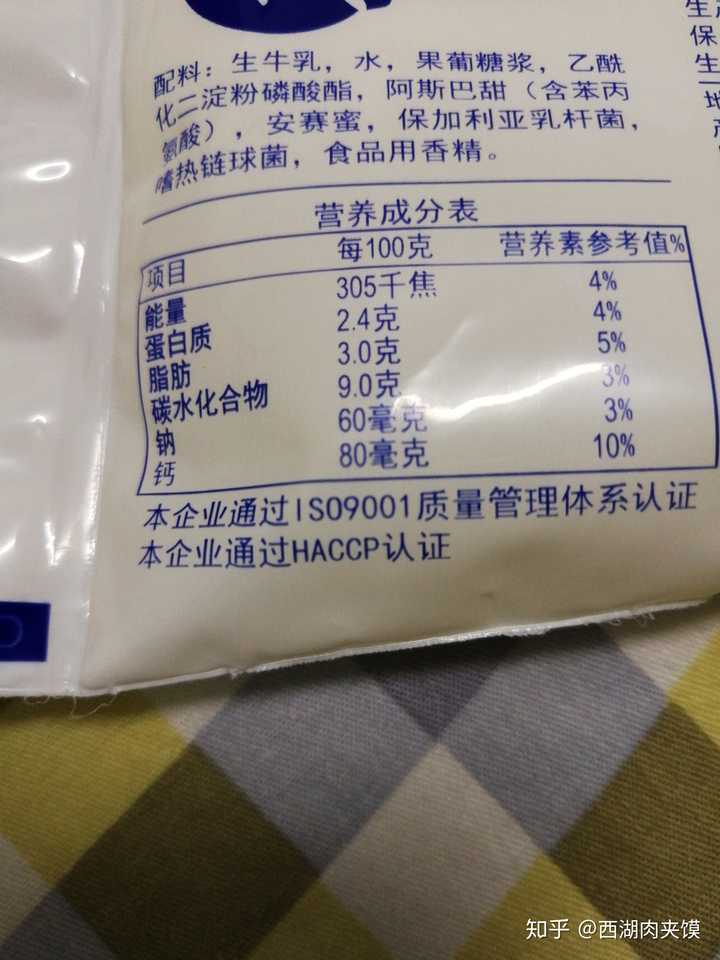 配料：生牛乳，水，果葡糖浆，乙酰
化二淀粉磷酸酯，阿斯巴甜（含苯丙
氨酸），安赛蜜，保加利亚乳杆菌，
嗜热链球菌，食品用香精。
营养成分表
项目 每100克 营养素参考值%
能量 305千焦 4%
蛋白质 2.4克 4%
脂肪 3.0克 5%
碳水化合物 9.0克 3%
钠 60毫克 3%
钙 80毫克 10%
本企业通过ISO9001质量管理体系认证
本企业通过HACCP认证
生
保
生
知乎 @西湖肉夹馍